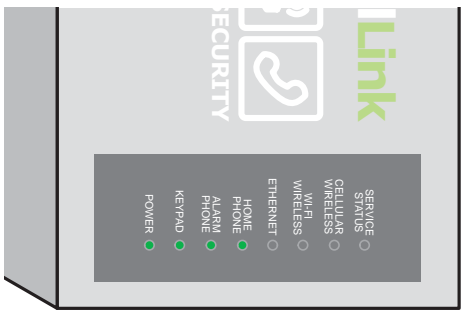 Link
SECURITY
SERVICE
STATUS
CELLULAR
WIRELESS
WI-FI
WIRELESS
ETHERNET
HOME
PHONE
ALARM
PHONE
KEYPAD
POWER